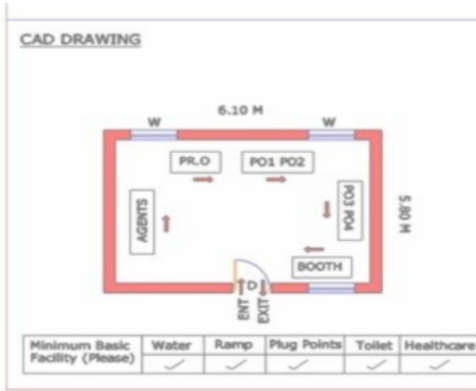 CAD DRAWING
6.10 M
W W
PR.O PO1 PO2
AGENTS
PO3 PO4
5.80 M
BOOTH
D
ENT EXIT
Minimum Basic Facility (Please) Water Ramp Plug Points Toilet Healthcare